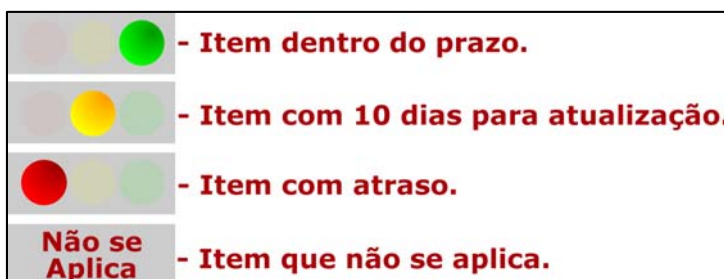 - Item dentro do prazo.
- Item com 10 dias para atualização.
- Item com atraso.
Não se
Aplica
- Item que não se aplica.